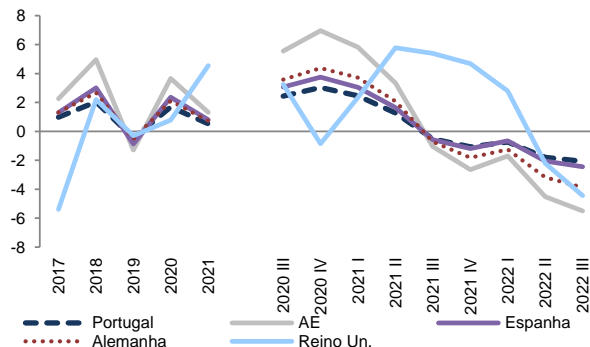 8
6
4
2
0
-2
-4
-6
-8
2017
2018
2019
2020
2021
2020 III
2020 IV
2021 I
2021 II
2021 III
2021 IV
2022 I
2022 II
2022 III
Portugal AE Espanha
Alemanha Reino Un.